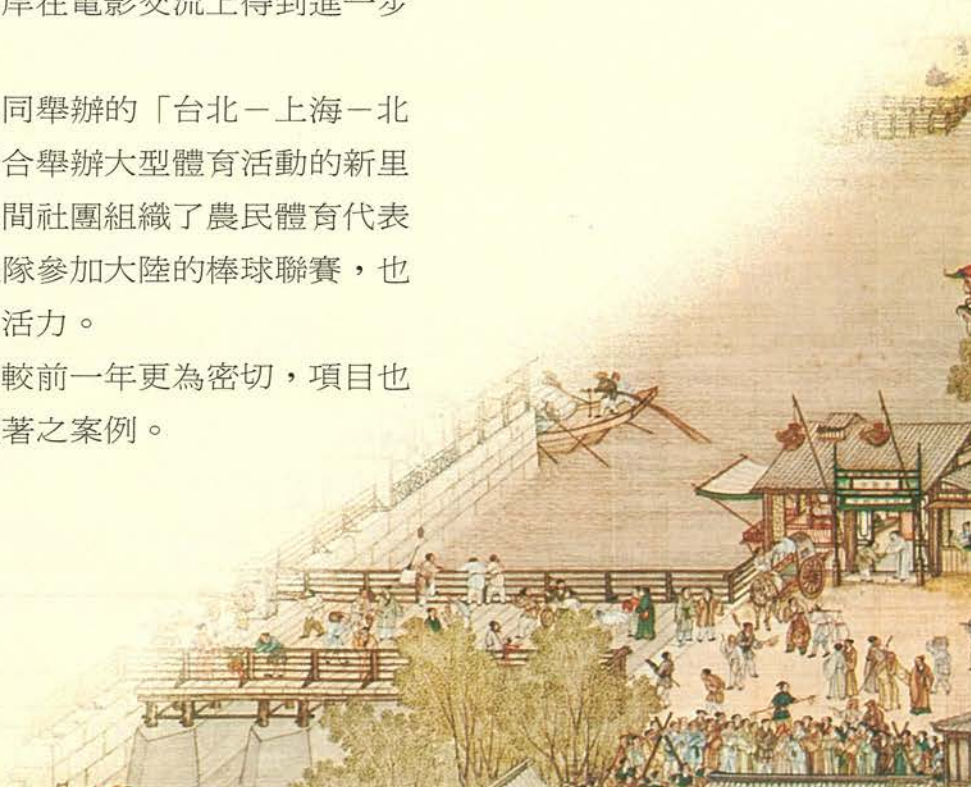 岸在電影交流上得到進一步
同舉辦的「台北－上海－北
合舉辦大型體育活動的新里
間社團組織了農民體育代表
隊參加大陸的棒球聯賽，也
活力。
較前一年更為密切，項目也
著之案例。